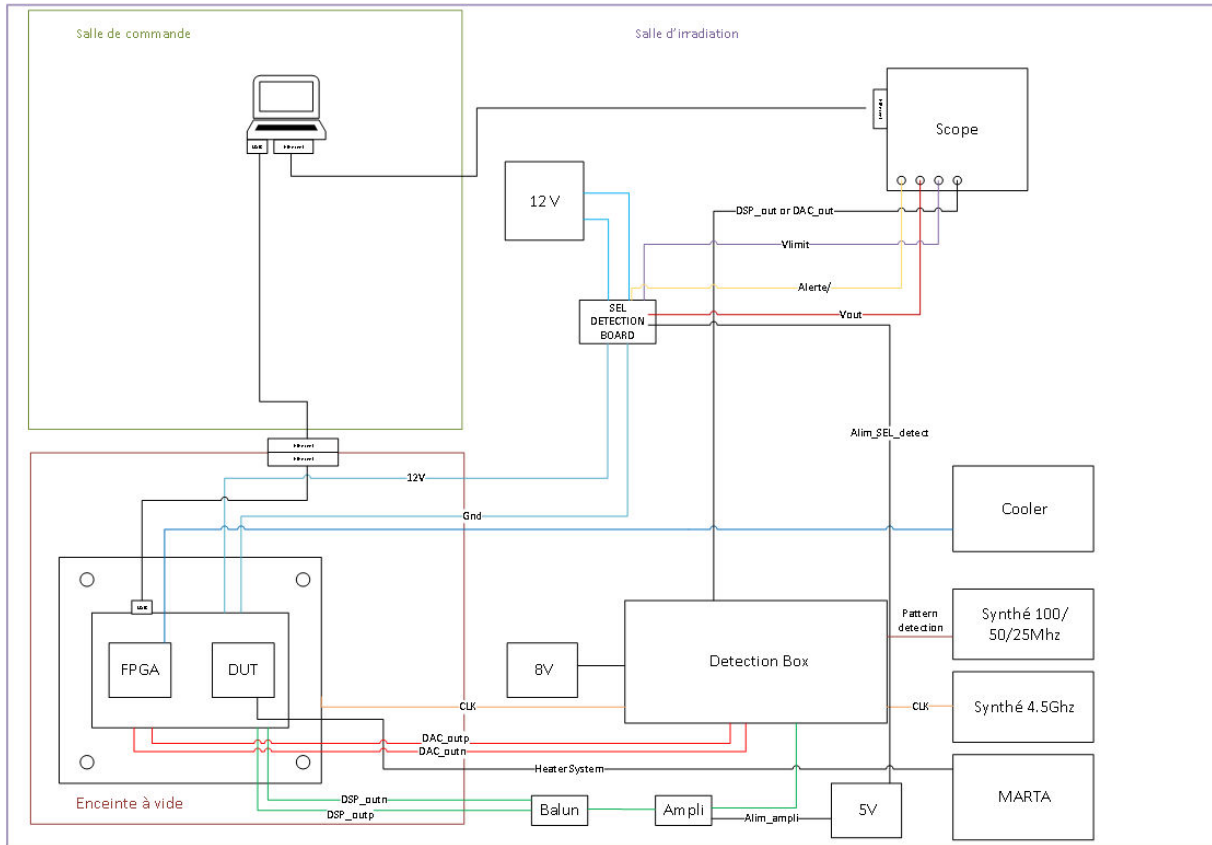 Salle de commande
Salle d'irradiation
Scope
12 V
DSP_out or DAC_out
Vlimit
Alerte/
SEL
DETECTION
BOARD
Vout
Alim_SEL_detect
12V
Gnd
Cooler
Pattern
detection
Synthé 100/
50/25Mhz
FPGA
DUT
8V
Detection Box
CLK
CLK
Synthé 4.5Ghz
DAC_outp
DAC_outn
HeaterSystem
MARTA
Enceinte à vide
DSP_outn
DSP_outp
Balun
Ampli
Alim_ampli
5V